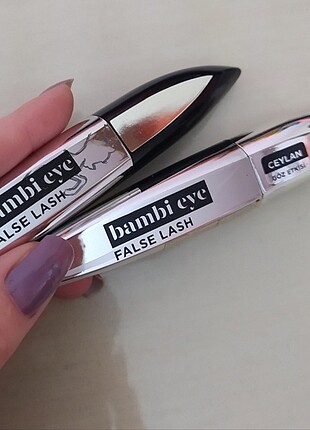 bambi eye
FALSE LASH
bambi eye
FALSE LASH
CEYLAN
GÖZ ETKİSİ